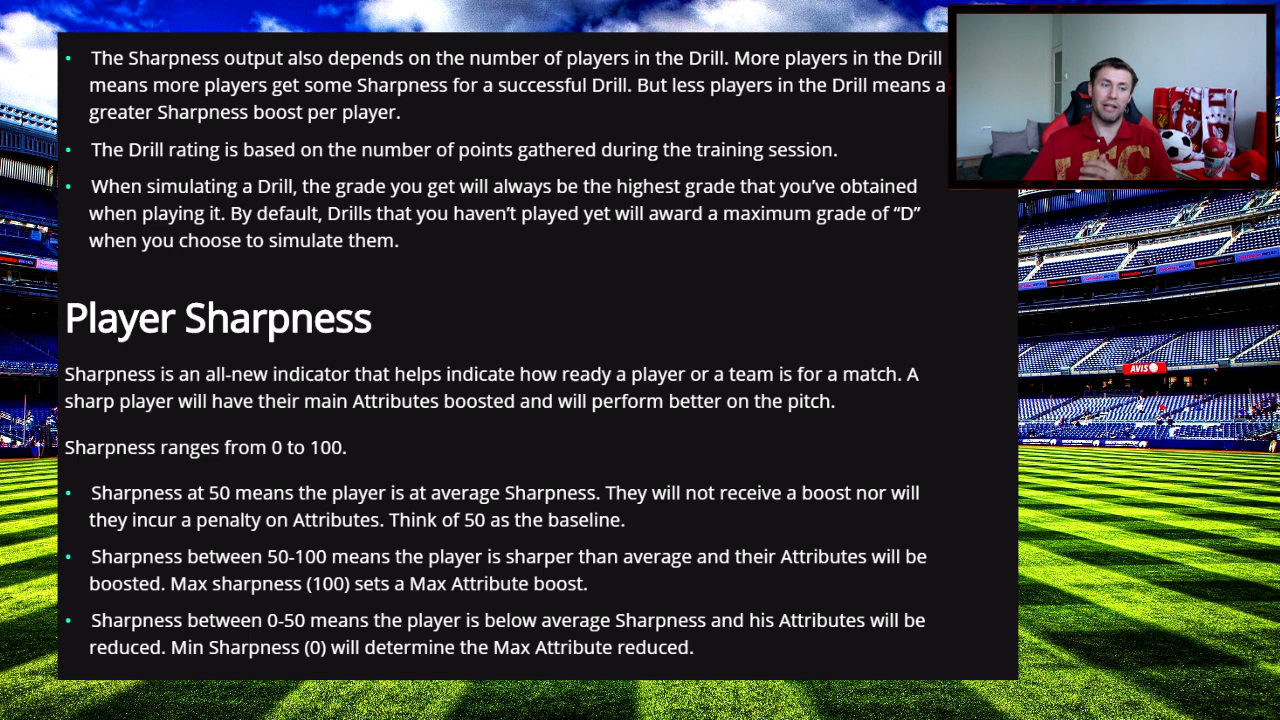 • The Sharpness output also depends on the number of players in the Drill. More players in the Drill
means more players get some Sharpness for a successful Drill. But less players in the Drill means a
greater Sharpness boost per player.
• The Drill rating is based on the number of points gathered during the training session.
• When simulating a Drill, the grade you get will always be the highest grade that you’ve obtained
when playing it. By default, Drills that you haven’t played yet will award a maximum grade of “D”
when you choose to simulate them.
Player Sharpness
Sharpness is an all-new indicator that helps indicate how ready a player or a team is for a match. A
sharp player will have their main Attributes boosted and will perform better on the pitch.
Sharpness ranges from 0 to 100.
• Sharpness at 50 means the player is at average Sharpness. They will not receive a boost nor will
they incur a penalty on Attributes. Think of 50 as the baseline.
• Sharpness between 50-100 means the player is sharper than average and their Attributes will be
boosted. Max sharpness (100) sets a Max Attribute boost.
• Sharpness between 0-50 means the player is below average Sharpness and his Attributes will be
reduced. Min Sharpness (0) will determine the Max Attribute reduced.
AVIS